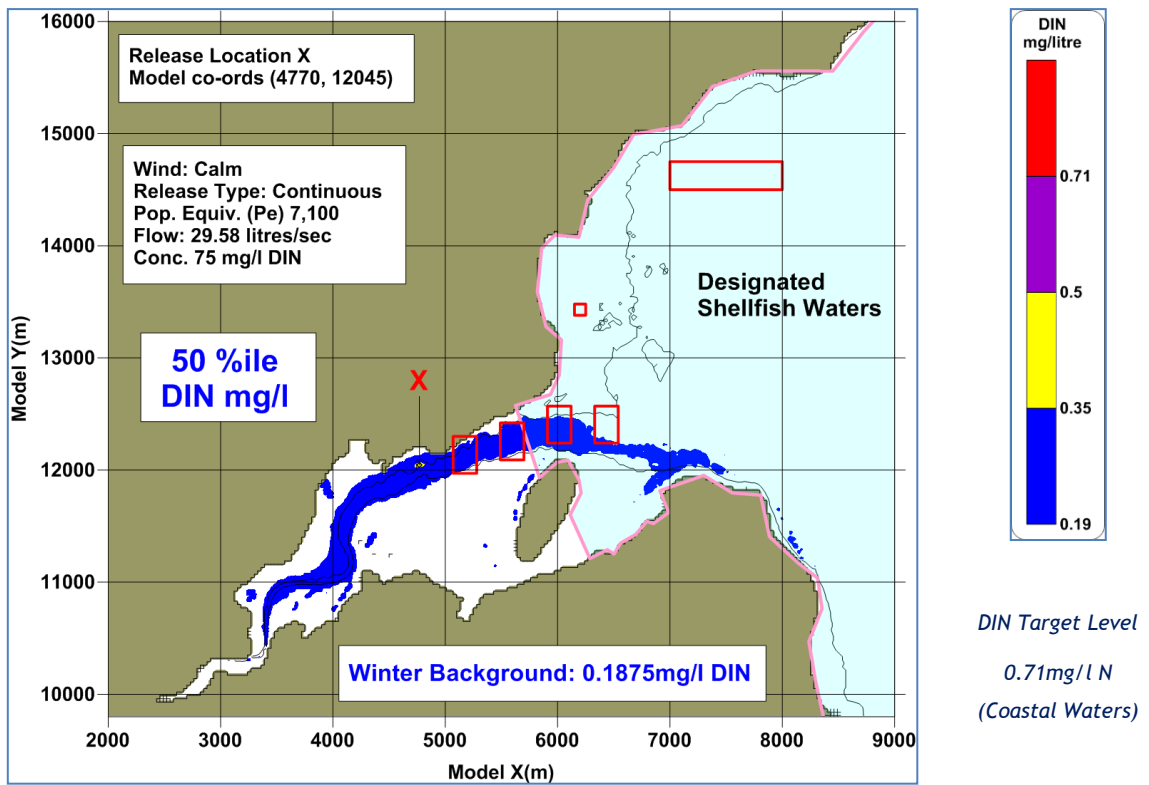 16000
15000
14000
13000
12000
11000
10000
Model Y(m)
Release Location X
Model co-ords (4770, 12045)
Wind: Calm
Release Type: Continuous
Pop. Equiv. (Pe) 7,100
Flow: 29.58 litres/sec
Conc. 75 mg/l DIN
50 %ile
DIN mg/l
X
Designated
Shellfish Waters
Winter Background: 0.1875mg/l DIN
2000 3000 4000 5000 6000 7000 8000 9000
Model X(m)
DIN
mg/litre
0.71
0.5
0.35
0.19
DIN Target Level
0.71mg/l N
(Coastal Waters)